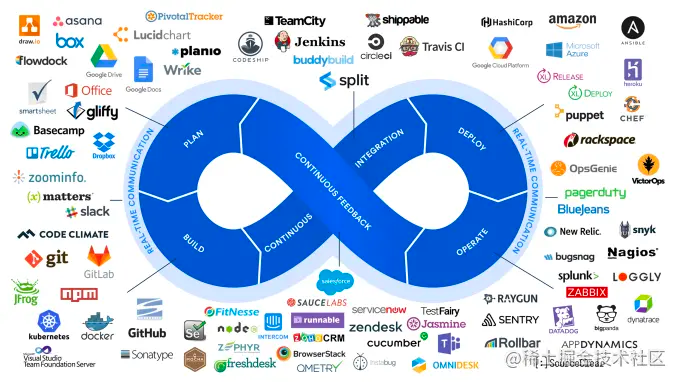 draw.io
asana
PivotalTracker
box
Lucidchart
flowdock
Google Drive
planio
Google Docs
Wrike
smartsheet
Office
gliffy
Basecamp
Trello
Dropbox
zoominfo.
(x) matters
slack
TeamCity
shippable
CODESHIP
Jenkins
circleci
Travis CI
buddybuild
split
HashiCorp
amazon
ANSIBLE
Google Cloud Platform
Microsoft
Azure
XL RELEASE
heroku
XL DEPLOY
puppet
CHEF
rackspace
OpsGenie
VictorOps
pagerduty
BlueJeans
REAL-TIME COMMUNICATION
PLAN
BUILD
CONTINUOUS
INTEGRATION
CONTINUOUS FEEDBACK
DEPLOY
OPERATE
REAL-TIME COMMUNICATION
CODE CLIMATE
git
GitLab
JFrog
npm
kubernetes
docker
GitHub
Visual Studio
Team Foundation Server
Sonatype
salesforce
SAUCELABS
FitNesse
Se
node
runnable
INTERCOM
ZOHO CRM
ZEPHYR
freshdesk
BrowserStack
OMETRY
servicenow
TestFairy
zendesk
Jasmine
cucumber
instabug
OMNIDESK
New Relic.
snyk
bugsnag
Nagios
splunk>
LOGGLY
ZABBIX
RAYGUN
SENTRY
DATADOG
bigpanda
dynatrace
Rollbar
APPDYNAMICS
[:] SourceClear
@稀土掘金技术社区